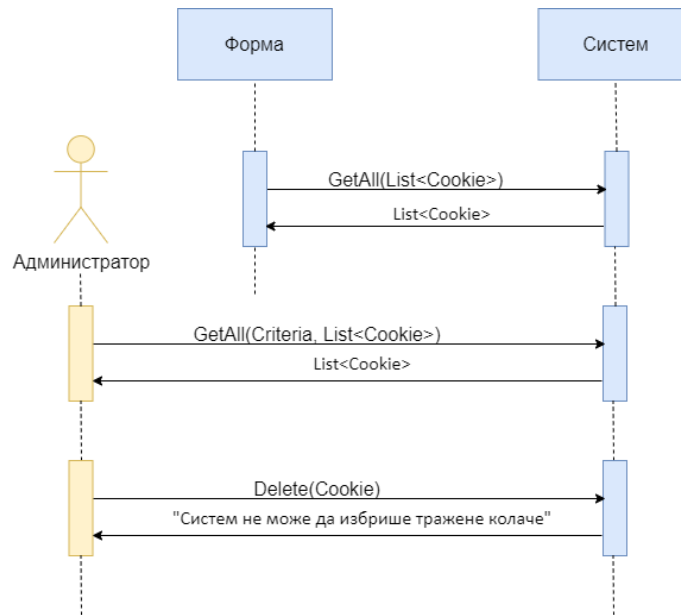 Форма
Систем
GetAll(List<Cookie>)
List<Cookie>
Администратор
GetAll(Criteria, List<Cookie>)
List<Cookie>
Delete(Cookie)
"Систем не може да избрише тражене колаче"